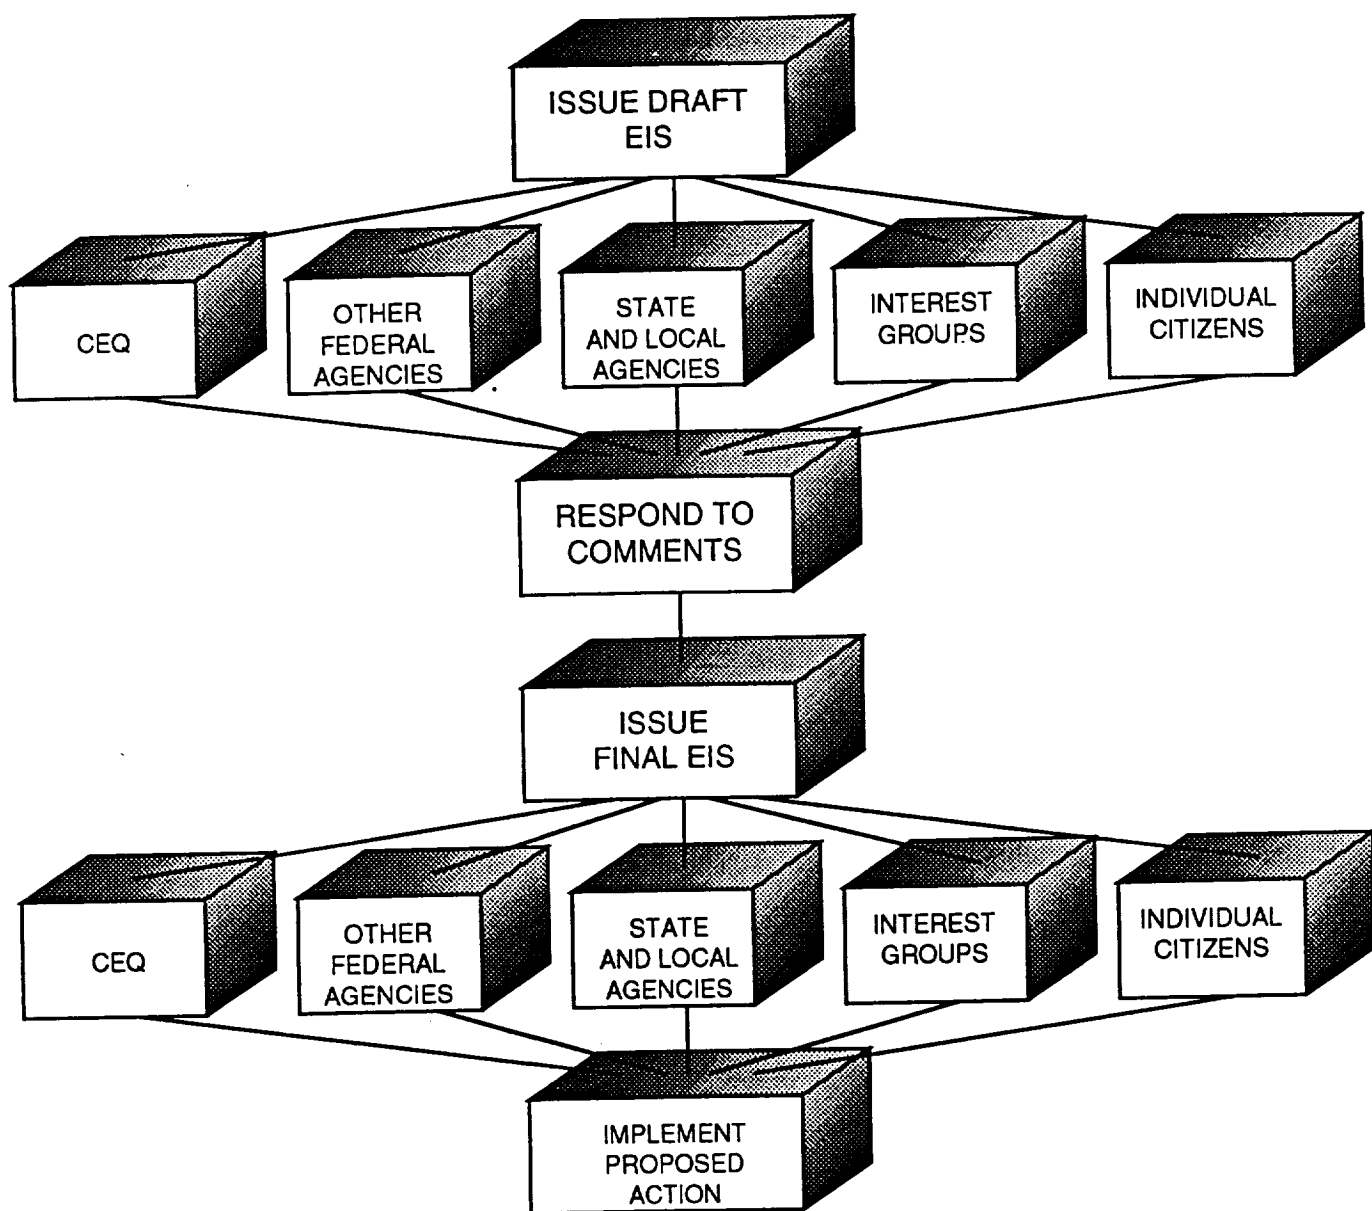 ISSUE DRAFT
EIS
CEQ
OTHER
FEDERAL
AGENCIES
STATE
AND LOCAL
AGENCIES
INTEREST
GROUPS
INDIVIDUAL
CITIZENS
RESPOND TO
COMMENTS
ISSUE
FINAL EIS
CEQ
OTHER
FEDERAL
AGENCIES
STATE
AND LOCAL
AGENCIES
INTEREST
GROUPS
INDIVIDUAL
CITIZENS
IMPLEMENT
PROPOSED
ACTION